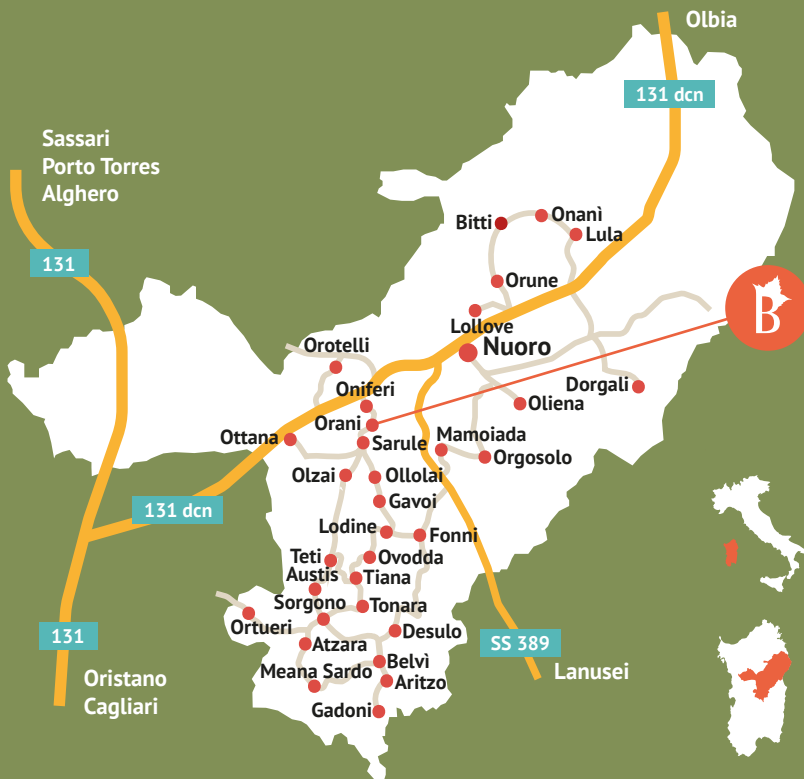 Olbia
131 dcn
Sassari
Porto Torres
Alghero
131
Onanì
Bitti
Lula
Orune
B
Lollove
Nuoro
Orotelli
Dorgali
Oniferi
Oliena
Orani
Ottana
Sarule
Mamoiada
Orgosolo
Olzai
Ollolai
Gavoi
131 dcn
Lodine
Fonni
Teti
Ovodda
Austis
Tiana
Sorgono
Tonara
Ortueri
Desulo
131
Atzara
SS 389
Belvì
Meana Sardo
Lanusei
Aritzo
Oristano
Cagliari
Gadoni